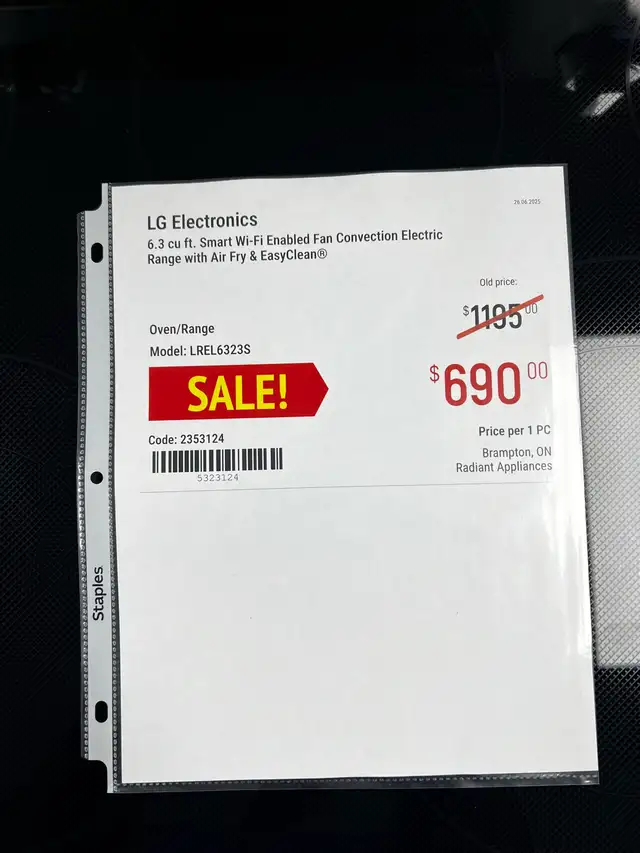 26.06.2025
LG Electronics
6.3 cu ft. Smart Wi-Fi Enabled Fan Convection Electric
Range with Air Fry & EasyClean®
Old price:
$1195.00
Oven/Range
Model: LREL6323S
SALE!
$690.00
Code: 2353124
5323124
Price per 1 PC
Brampton, ON
Radiant Appliances
Staples